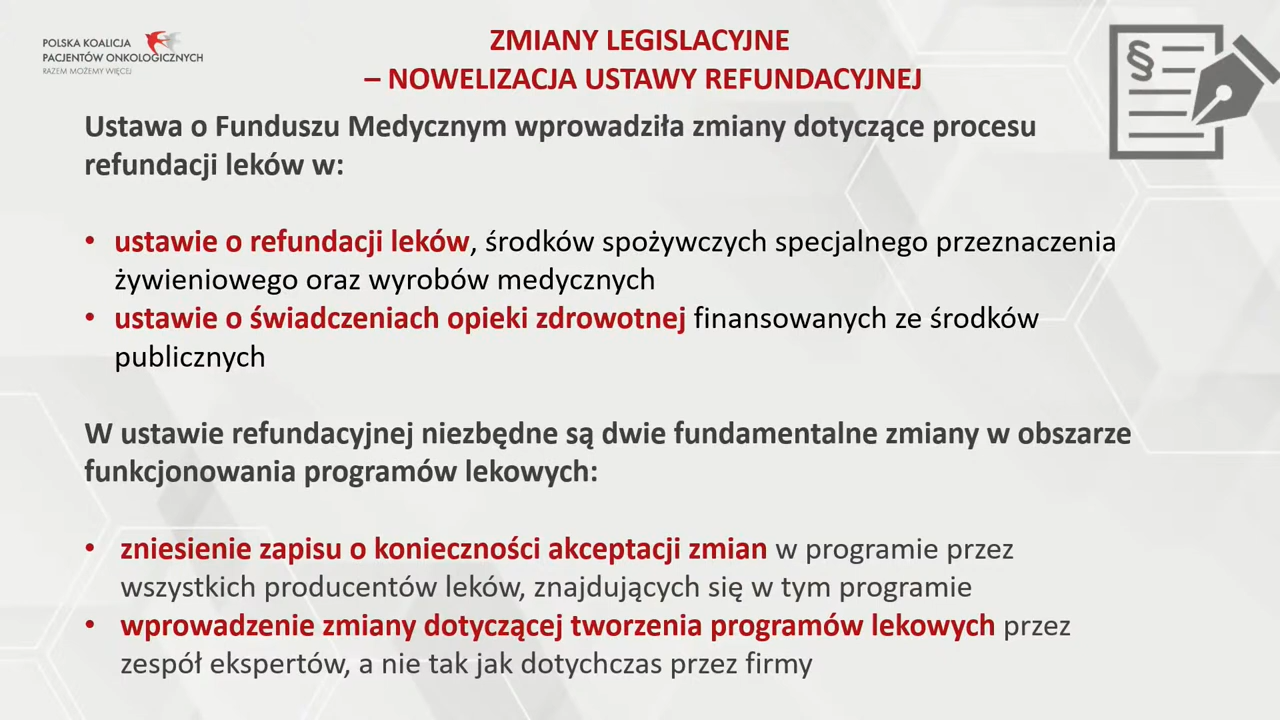 POLSKA KOALICJA
PACJENTÓW ONKOLOGICZNYCH
RAZEM MOŻEMY WIĘCEJ
ZMIANY LEGISLACYJNE
– NOWELIZACJA USTAWY REFUNDACYJNEJ
§
Ustawa o Funduszu Medycznym wprowadziła zmiany dotyczące procesu
refundacji leków w:
• ustawie o refundacji leków, środków spożywczych specjalnego przeznaczenia
żywieniowego oraz wyrobów medycznych
• ustawie o świadczeniach opieki zdrowotnej finansowanych ze środków
publicznych
W ustawie refundacyjnej niezbędne są dwie fundamentalne zmiany w obszarze
funkcjonowania programów lekowych:
• zniesienie zapisu o konieczności akceptacji zmian w programie przez
wszystkich producentów leków, znajdujących się w tym programie
• wprowadzenie zmiany dotyczącej tworzenia programów lekowych przez
zespół ekspertów, a nie tak jak dotychczas przez firmy